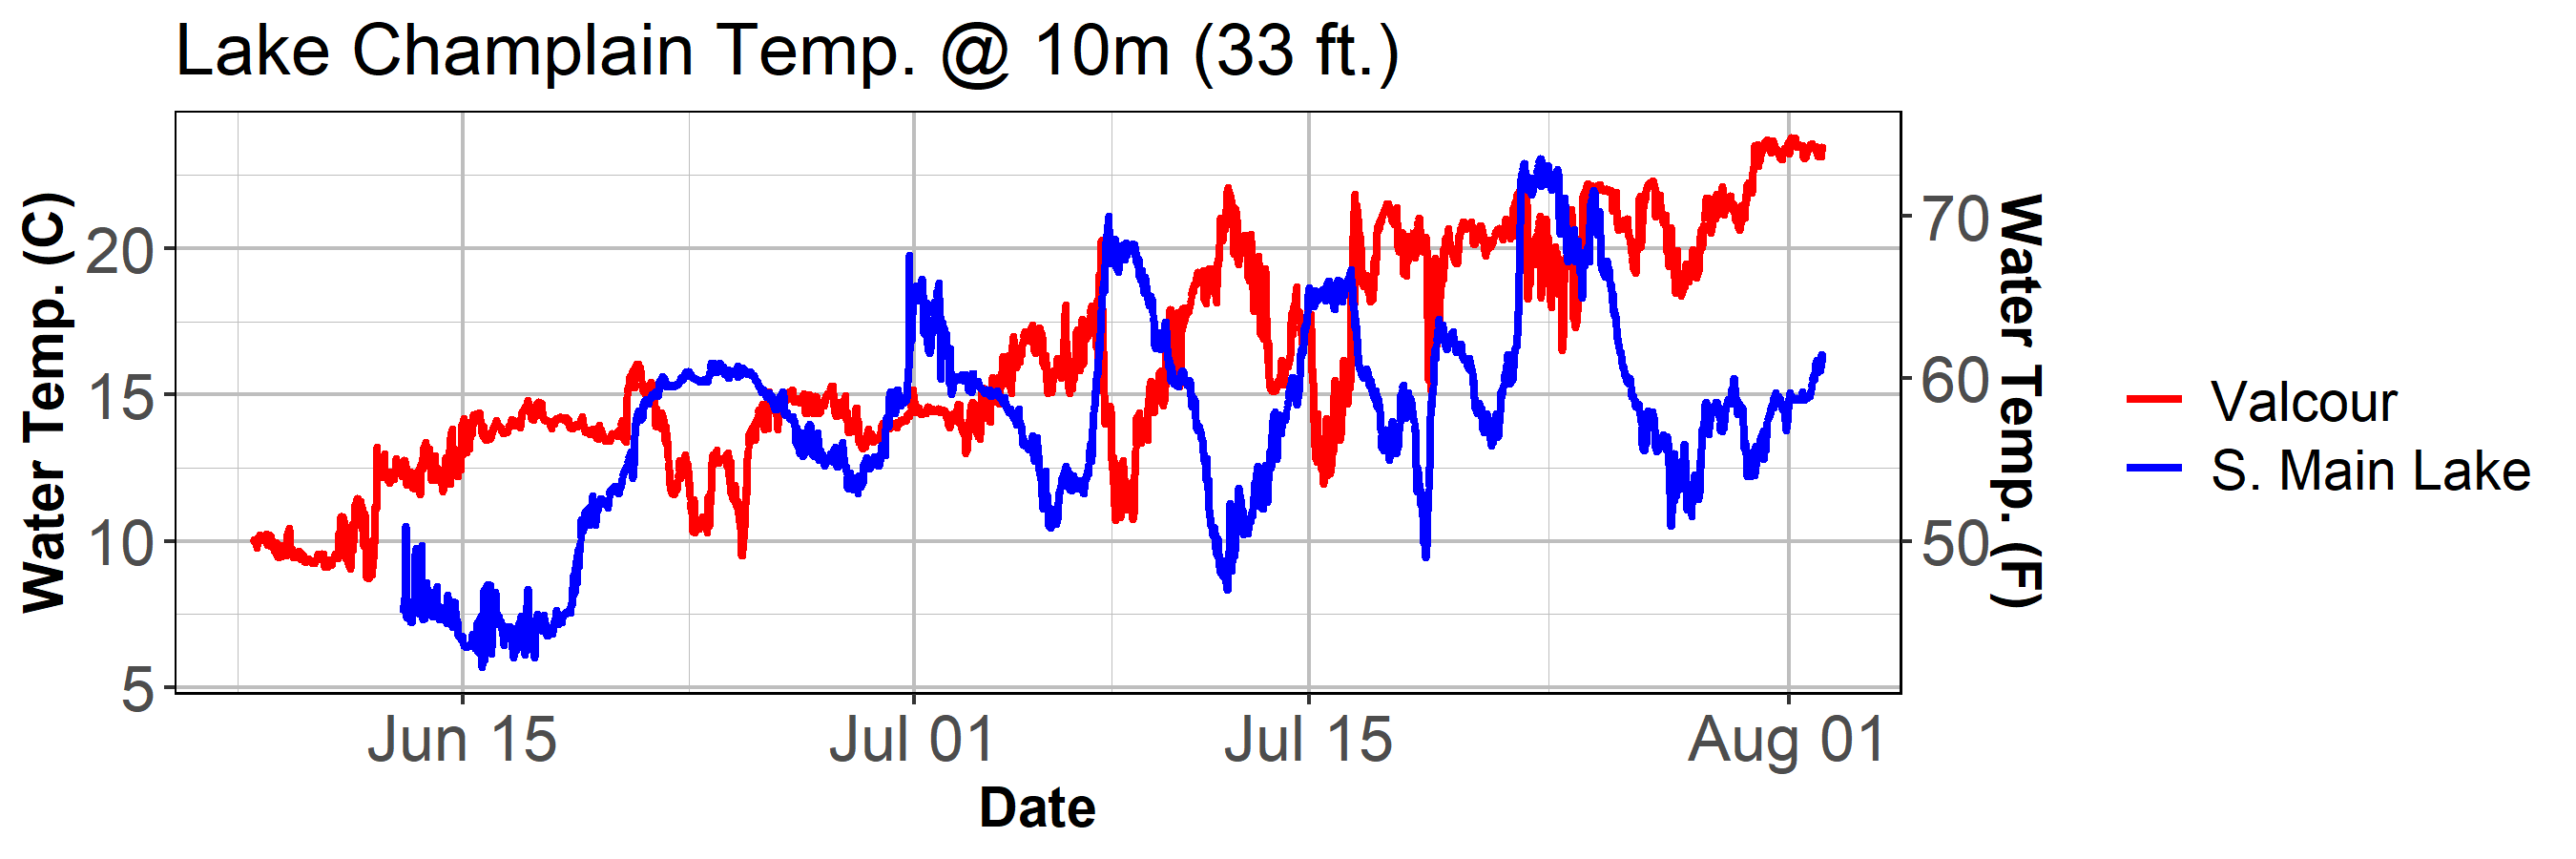 Lake Champlain Temp. @ 10m (33 ft.)
Water Temp. (C)
20
15
10
5
70
60
50
Water Temp. (F)
Valcour
S. Main Lake
Jun 15
Jul 01
Jul 15
Aug 01
Date